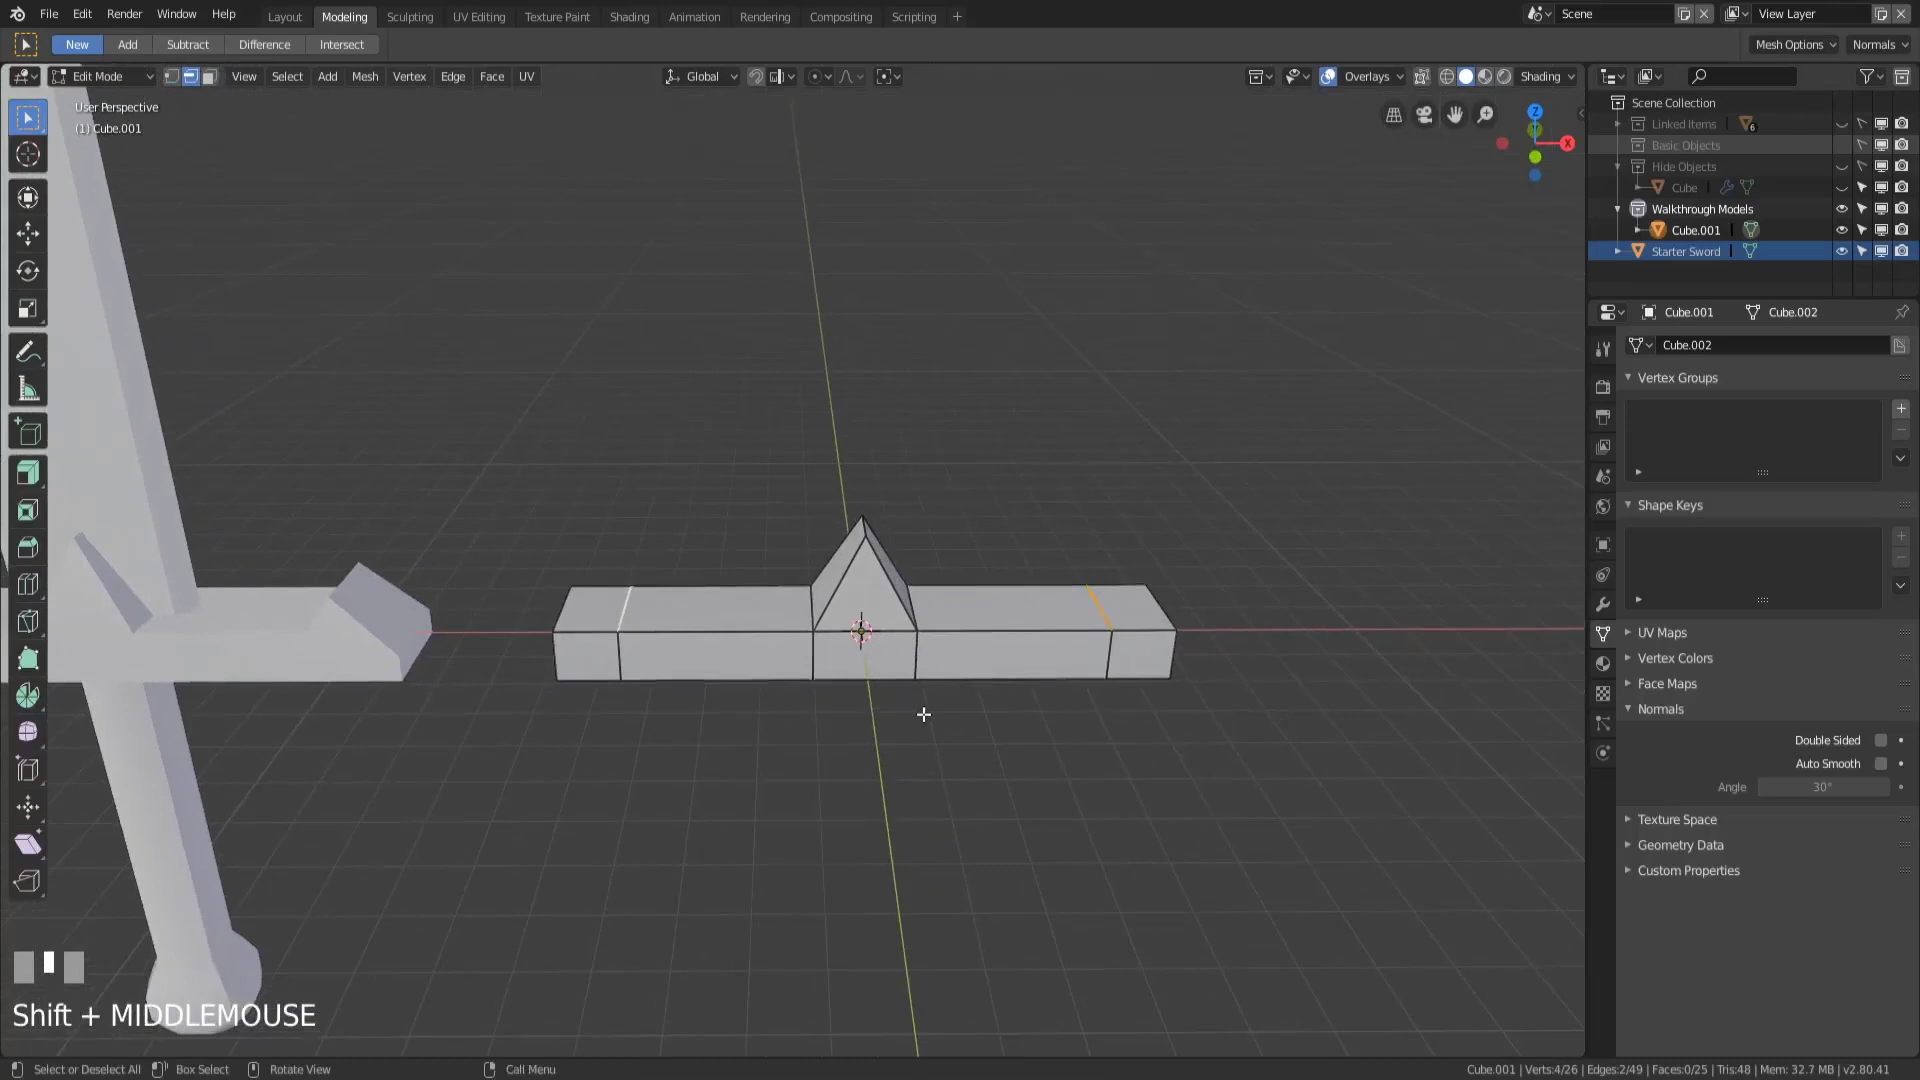 File Edit Render Window Help Layout Modeling Sculpting UV Editing Texture Paint Shading Animation Rendering Compositing Scripting + Scene View Layer
New Add Subtract Difference Intersect Mesh Options Normals
Edit Mode View Select Add Mesh Vertex Edge Face UV Global Overlays Shading
User Perspective
(1) Cube.001
Z
X
Scene Collection
Linked Items 6
Basic Objects
Hide Objects
Cube
Walkthrough Models
Cube.001
Starter Sword
Cube.001 Cube.002
Cube.002
Vertex Groups
Shape Keys
UV Maps
Vertex Colors
Face Maps
Normals
Double Sided
Auto Smooth
Angle 30°
Texture Space
Geometry Data
Custom Properties
Shift + MIDDLEMOUSE
Select or Deselect All Box Select Rotate View Call Menu Cube.001 | Verts:4/26 | Edges:2/49 | Faces:0/25 | Tris:48 | Mem: 32.7 MB | v2.80.41